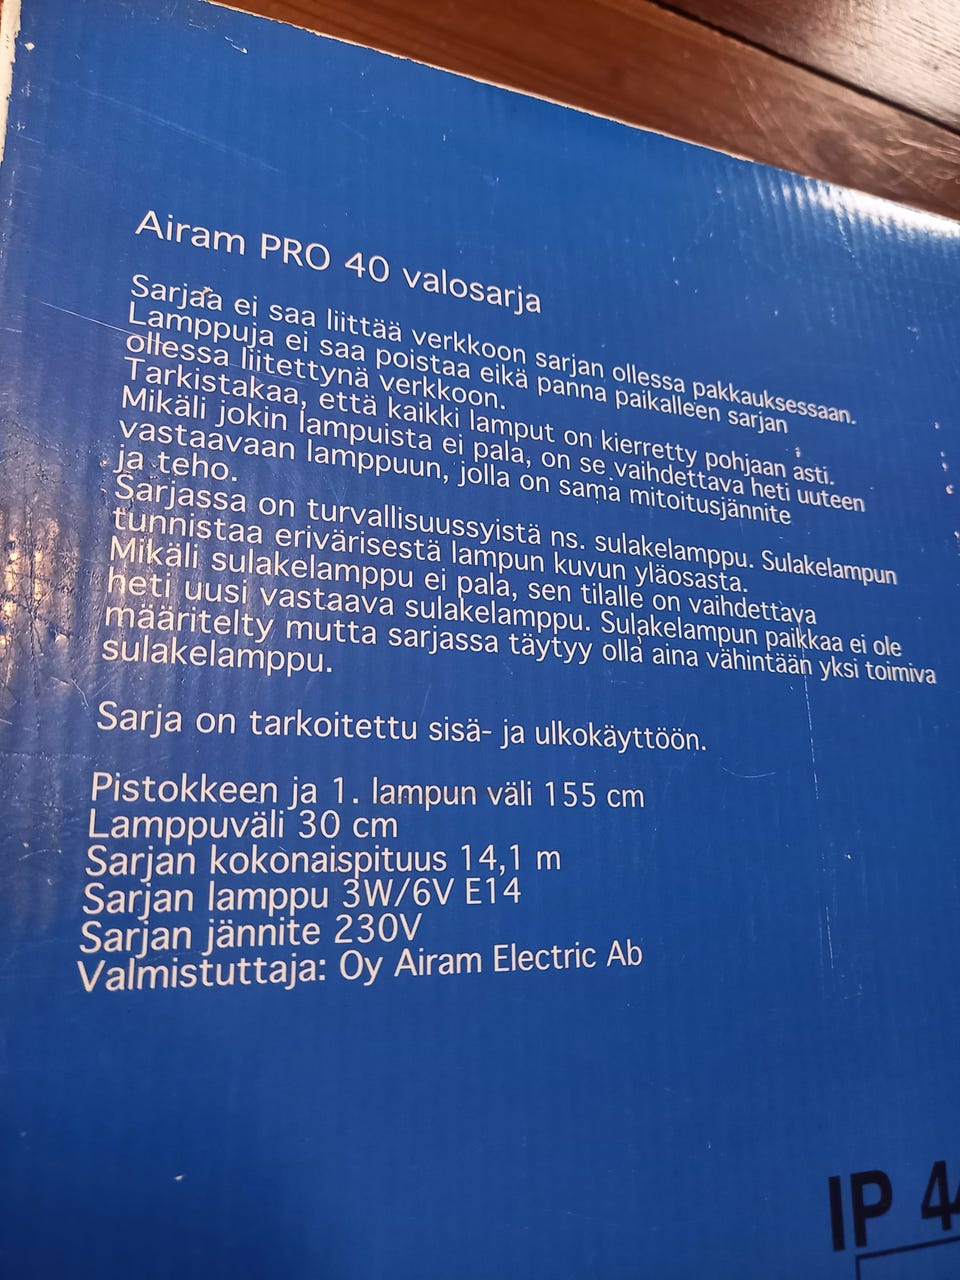 Airam PRO 40 valosarja
Sarjaa ei saa liittää verkkoon sarjan ollessa pakkauksessaan.
Lamppuja ei saa poistaa eikä panna paikalleen sarjan
ollessa liitettynä verkkoon.
Tarkistakaa, että kaikki lamput on kierretty pohjaan asti.
Mikäli jokin lampuista ei pala, on se vaihdettava heti uuteen
vastaavaan lamppuun, jolla on sama mitoitusjännite
ja teho.
Sarjassa on turvallisuussyistä ns. sulakelamppu. Sulakelampun
tunnistaa erivärisestä lampun kuvun yläosasta.
Mikäli sulakelamppu ei pala, sen tilalle on vaihdettava
heti uusi vastaava sulakelamppu. Sulakelampun paikkaa ei ole
määritelty mutta sarjassa täytyy olla aina vähintään yksi toimiva
sulakelamppu.
Sarja on tarkoitettu sisä- ja ulkokäyttöön.
Pistokkeen ja 1. lampun väli 155 cm
Lamppuväli 30 cm
Sarjan kokonaispituus 14,1 m
Sarjan lamppu 3W/6V E14
Sarjan jännite 230V
Valmistuttaja: Oy Airam Electric Ab
IP 44